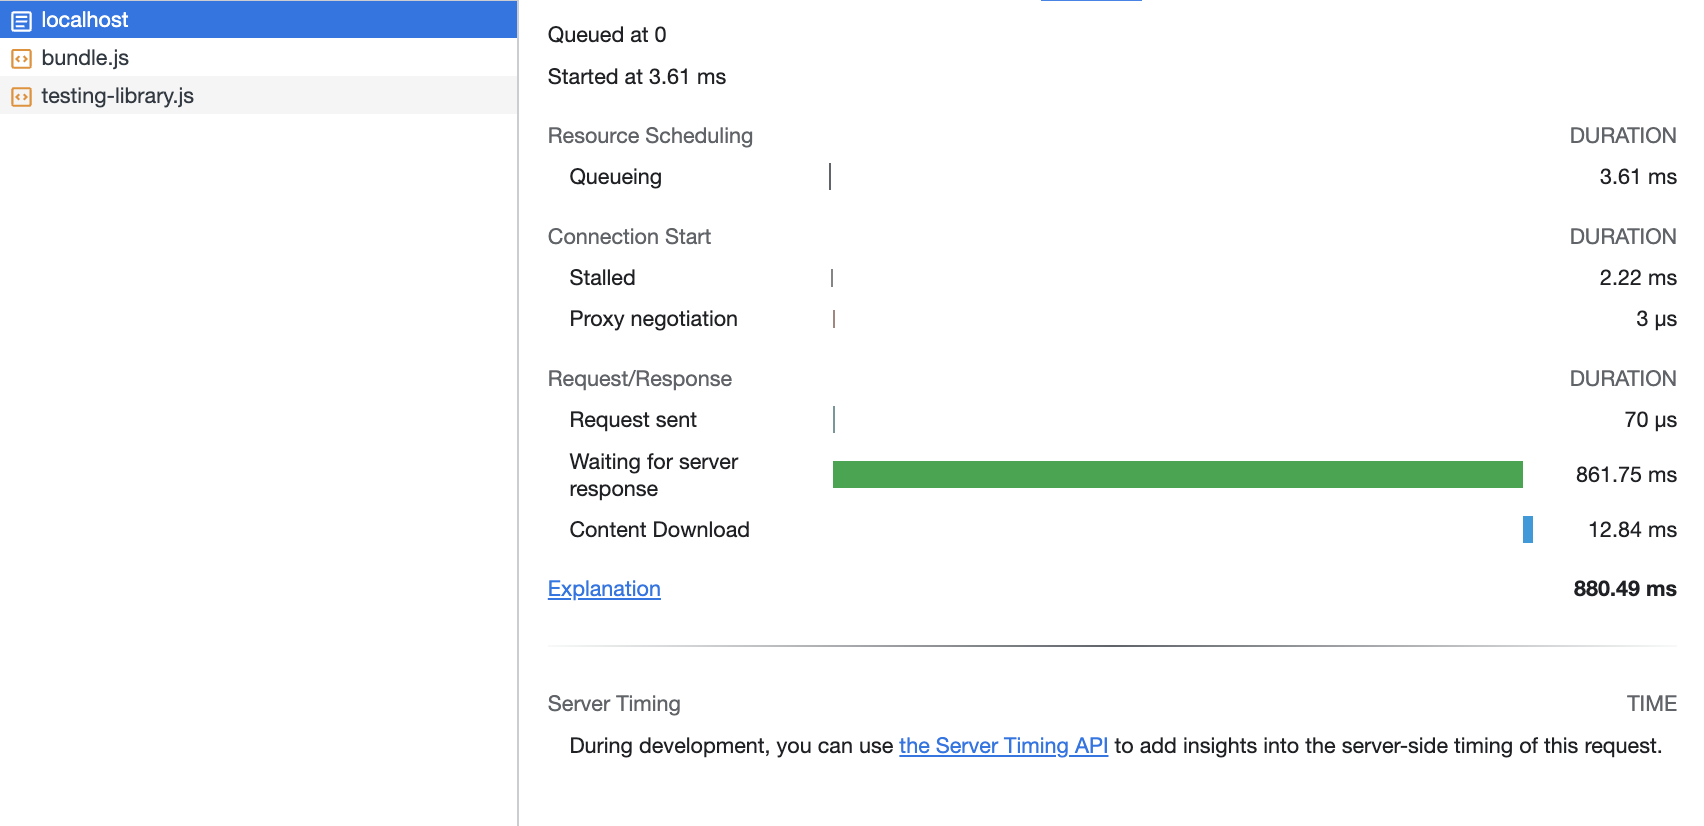 localhost
bundle.js
testing-library.js
Queued at 0
Started at 3.61 ms
Resource Scheduling DURATION
Queueing 3.61 ms
Connection Start DURATION
Stalled 2.22 ms
Proxy negotiation 3 µs
Request/Response DURATION
Request sent 70 µs
Waiting for server
response 861.75 ms
Content Download 12.84 ms
Explanation 880.49 ms
Server Timing TIME
During development, you can use the Server Timing API to add insights into the server-side timing of this request.